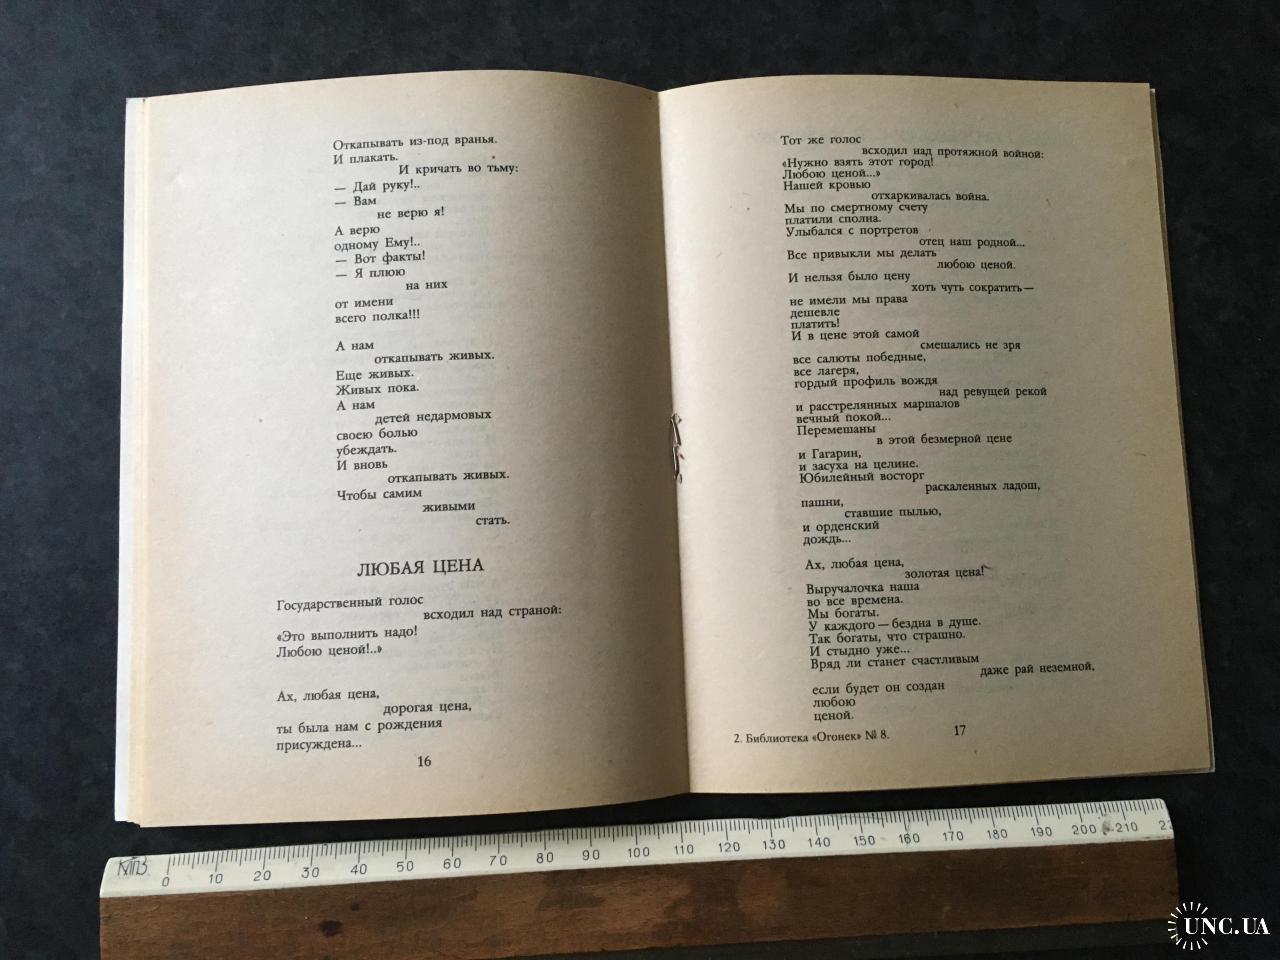 Откапывать из-под вранья.
И плакать.
И кричать во тьму:
— Дай руку!..
— Вам
не верю я!
А верю
одному Ему!..
— Вот факты!
— Я плюю
на них
от имени
всего полка!!!
А нам
откапывать живых.
Еще живых.
Живых пока.
А нам
детей недармовых
своею болью
убеждать.
И вновь
откапывать живых.
Чтобы самим
живыми
стать.
ЛЮБАЯ ЦЕНА
Государственный голос
всходил над страной:
«Это выполнить надо!
Любою ценой!..»
Ах, любая цена,
дорогая цена,
ты была нам с рождения
присуждена...
16
Тот же голос
всходил над протяжной войной:
«Нужно взять этот город!
Любою ценой...»
Нашей кровью
отхаркивалась война.
Мы по смертному счету
платили сполна.
Улыбался с портретов
отец наш родной...
Все привыкли мы делать
любою ценой.
И нельзя было цену
хоть чуть сократить —
не имели мы права
дешевле
платить!
И в цене этой самой
смешались не зря
все салюты победные,
все лагеря,
гордый профиль вождя
над ревущей рекой
и расстрелянных маршалов
вечный покой...
Перемешаны
в этой безмерной цене
и Гагарин,
и засуха на целине.
Юбилейный восторг
раскаленных ладош,
пашни,
ставшие пылью,
и орденский
дождь...
Ах, любая цена,
золотая цена!
Выручалочка наша
во все времена.
Мы богаты.
У каждого — бездна в душе.
Так богаты, что страшно.
И стыдно уже...
Вряд ли станет счастливым
даже рай неземной,
если будет он создан
любою
ценой.
2. Библиотека «Огонек» № 8.
17
0 10 20 30 40 50 60 70 80 90 100 110 120 130 140 150 160 170 180 190 200 210
UNC.UA